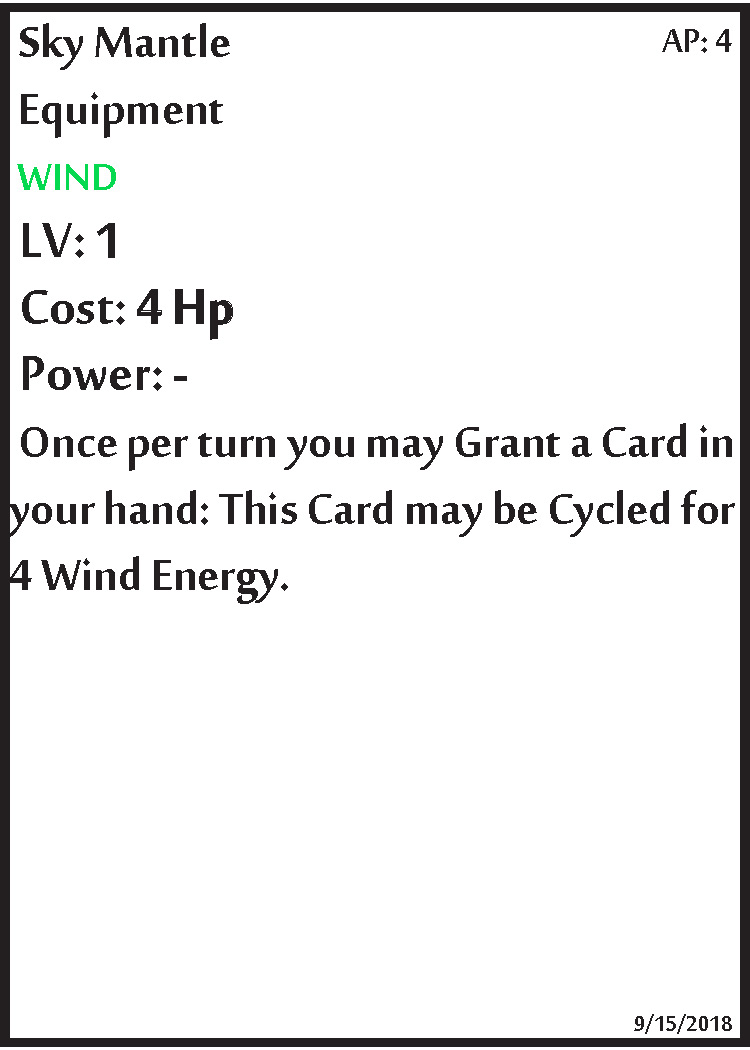 Sky Mantle
AP: 4
Equipment
WIND
LV: 1
Cost: 4 Hp
Power: -
Once per turn you may Grant a Card in
your hand: This Card may be Cycled for
4 Wind Energy.
9/15/2018